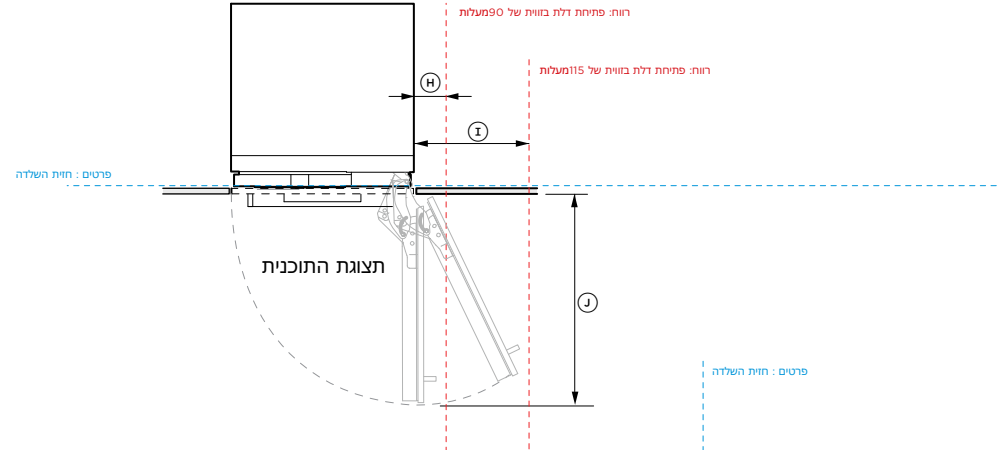 רווח: פתיחת דלת בזווית של 90מעלות
רווח: פתיחת דלת בזווית של 115מעלות
H
I
פרטים : חזית השלדה
תצוגת התוכנית
J
פרטים : חזית השלדה